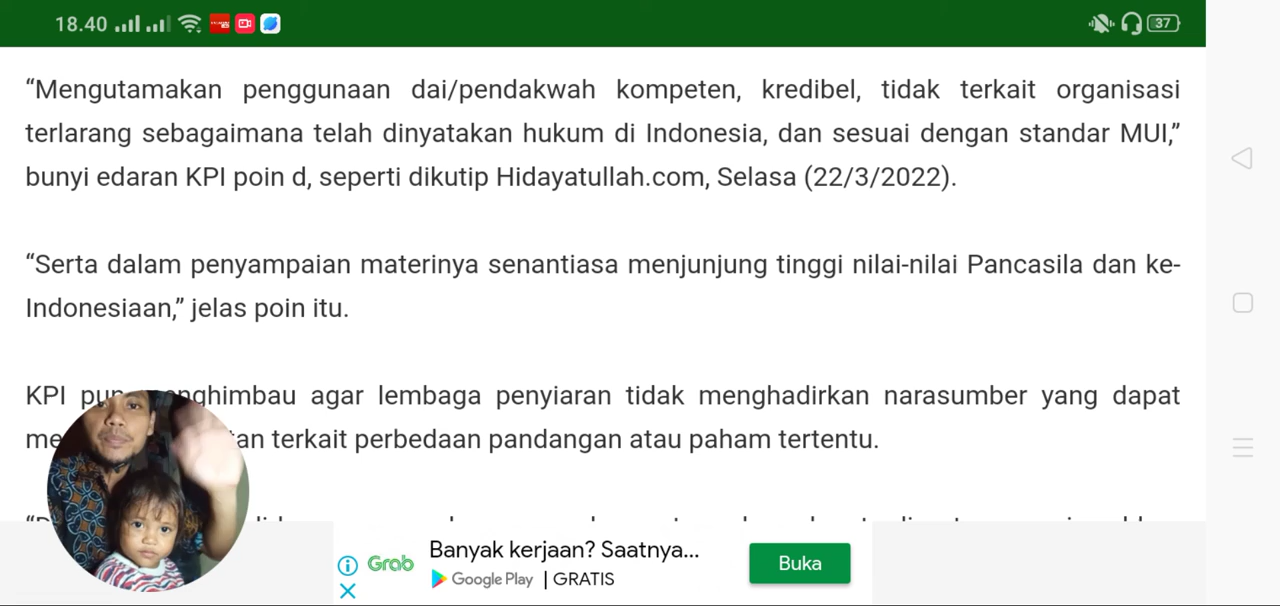 18.40
37
“Mengutamakan penggunaan dai/pendakwah kompeten, kredibel, tidak terkait organisasi
terlarang sebagaimana telah dinyatakan hukum di Indonesia, dan sesuai dengan standar MUI,”
bunyi edaran KPI poin d, seperti dikutip Hidayatullah.com, Selasa (22/3/2022).
“Serta dalam penyampaian materinya senantiasa menjunjung tinggi nilai-nilai Pancasila dan ke-
Indonesiaan,” jelas poin itu.
KPI agar lembaga penyiaran tidak menghadirkan narasumber yang dapat
terkait perbedaan pandangan atau paham tertentu.
Grab
Banyak kerjaan? Saatnya...
Google Play | GRATIS
Buka